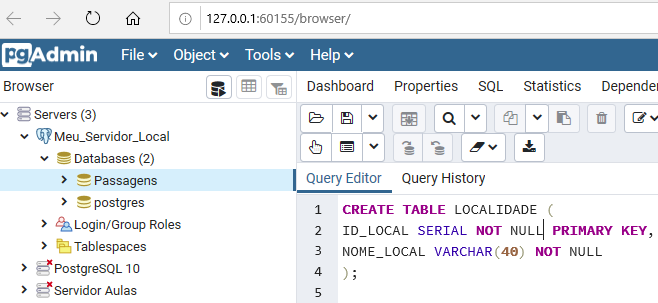 127.0.0.1:60155/browser/
pgAdmin File Object Tools Help
Browser
Dashboard Properties SQL Statistics Depende
Servers (3)
Meu_Servidor_Local
Databases (2)
Passagens
postgres
Login/Group Roles
Tablespaces
PostgreSQL 10
Servidor Aulas
Query Editor Query History
1 CREATE TABLE LOCALIDADE (
2 ID_LOCAL SERIAL NOT NULL PRIMARY KEY,
3 NOME_LOCAL VARCHAR(40) NOT NULL
4 );
5